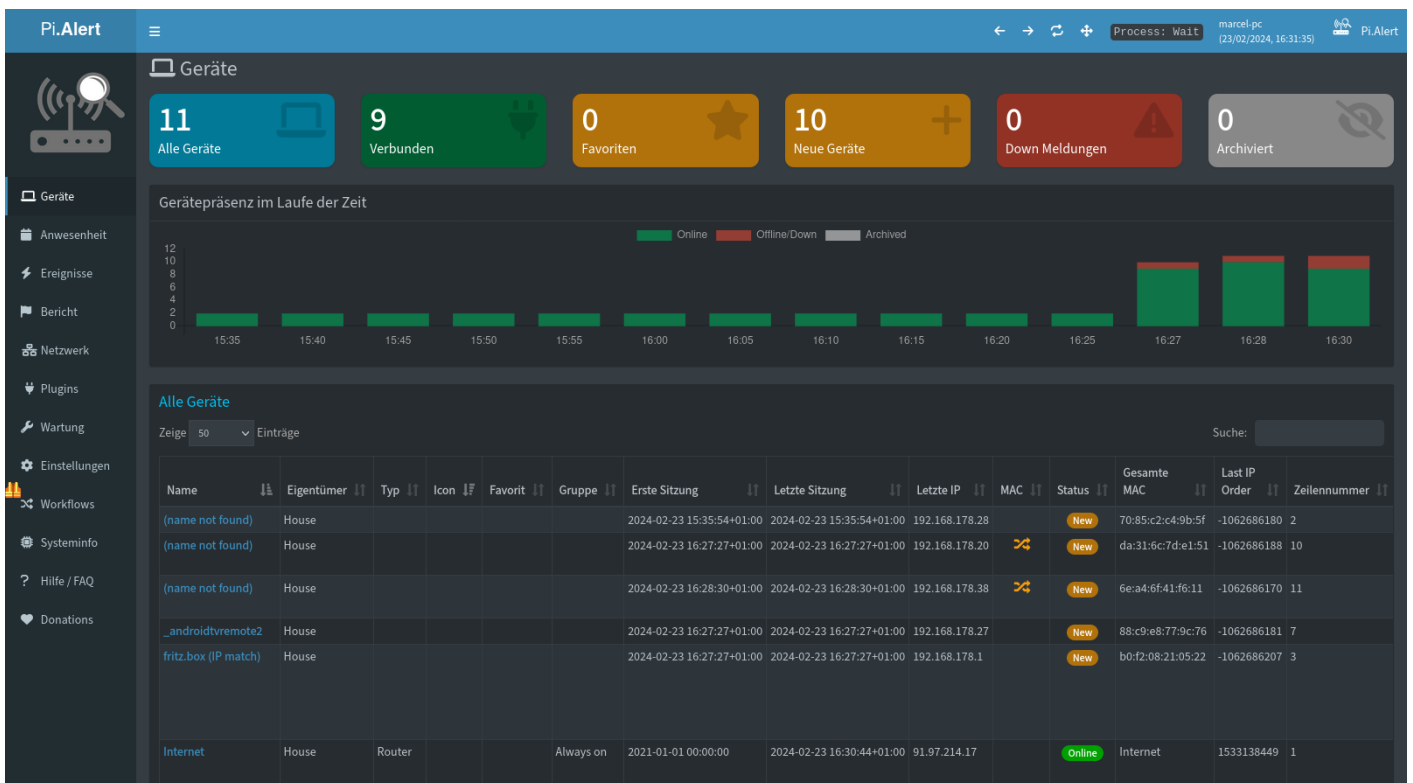 Pi.Alert
Process: Wait
marcel-pc
(23/02/2024, 16:31:35)
Pi.Alert
Geräte
11
Alle Geräte
9
Verbunden
0
Favoriten
10
Neue Geräte
0
Down Meldungen
0
Archiviert
Geräte
Anwesenheit
Ereignisse
Bericht
Netzwerk
Plugins
Wartung
Einstellungen
Workflows
Systeminfo
Hilfe / FAQ
Donations
Gerätepräsenz im Laufe der Zeit
Online Offline/Down Archived
12
10
8
6
4
2
0
15:35 15:40 15:45 15:50 15:55 16:00 16:05 16:10 16:15 16:20 16:25 16:27 16:28 16:30
Alle Geräte
Zeige 50 Einträge
Suche:
Name Eigentümer Typ Icon Favorit Gruppe Erste Sitzung Letzte Sitzung Letzte IP MAC Status Gesamte MAC Last IP Order Zeilennummer
(name not found) House 2024-02-23 15:35:54+01:00 2024-02-23 15:35:54+01:00 192.168.178.28 New 70:85:c2:c4:9b:5f -1062686180 2
(name not found) House 2024-02-23 16:27:27+01:00 2024-02-23 16:27:27+01:00 192.168.178.20 New da:31:6c:7d:e1:51 -1062686188 10
(name not found) House 2024-02-23 16:28:30+01:00 2024-02-23 16:28:30+01:00 192.168.178.38 New 6e:a4:6f:41:f6:11 -1062686170 11
_androidtvremote2 House 2024-02-23 16:27:27+01:00 2024-02-23 16:27:27+01:00 192.168.178.27 New 88:c9:e8:77:9c:76 -1062686181 7
fritz.box (IP match) House 2024-02-23 16:27:27+01:00 2024-02-23 16:27:27+01:00 192.168.178.1 New b0:f2:08:21:05:22 -1062686207 3
Internet House Router Always on 2021-01-01 00:00:00 2024-02-23 16:30:44+01:00 91.97.214.17 Online Internet 1533138449 1